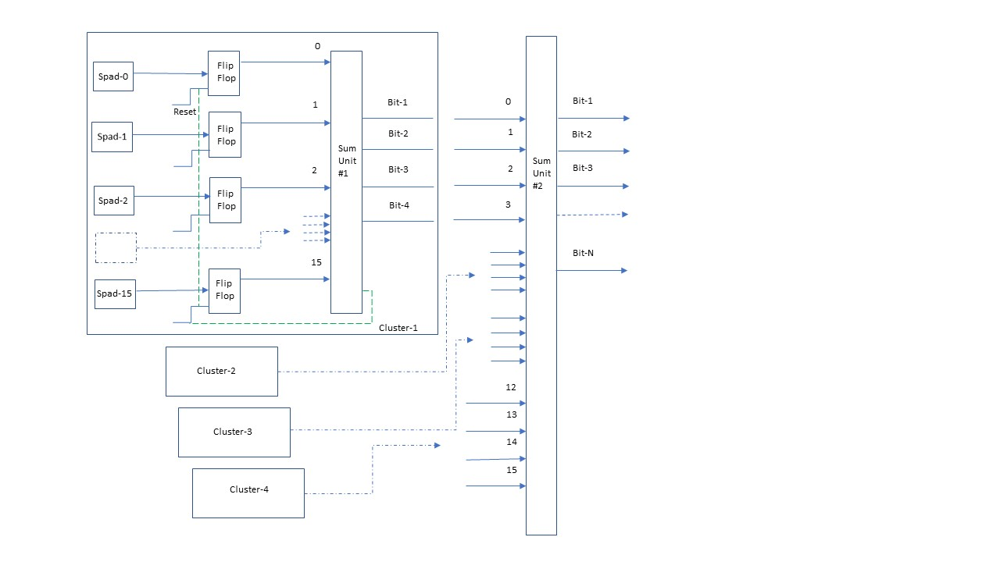 0
Spad-0
Flip
Flop
Reset
1
Spad-1
Flip
Flop
2
Spad-2
Flip
Flop
15
Spad-15
Flip
Flop
Sum
Unit
#1
Bit-1
Bit-2
Bit-3
Bit-4
Cluster-1
Cluster-2
Cluster-3
Cluster-4
0
1
2
3
12
13
14
15
Sum
Unit
#2
Bit-1
Bit-2
Bit-3
Bit-N